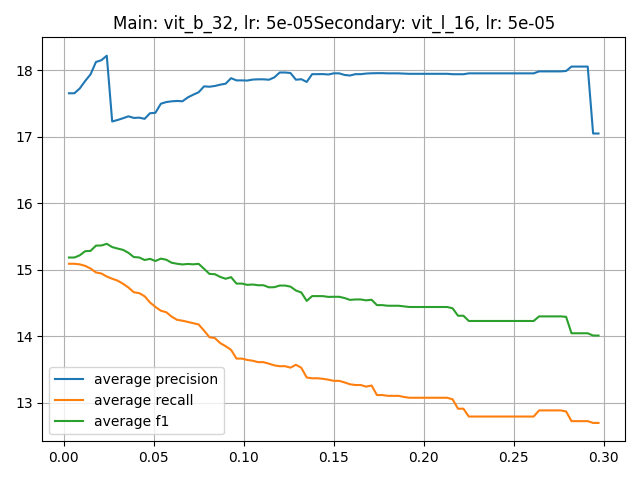 Main: vit_b_32, lr: 5e-05Secondary: vit_l_16, lr: 5e-05
18
17
16
15
14
13
average precision
average recall
average f1
0.00 0.05 0.10 0.15 0.20 0.25 0.30